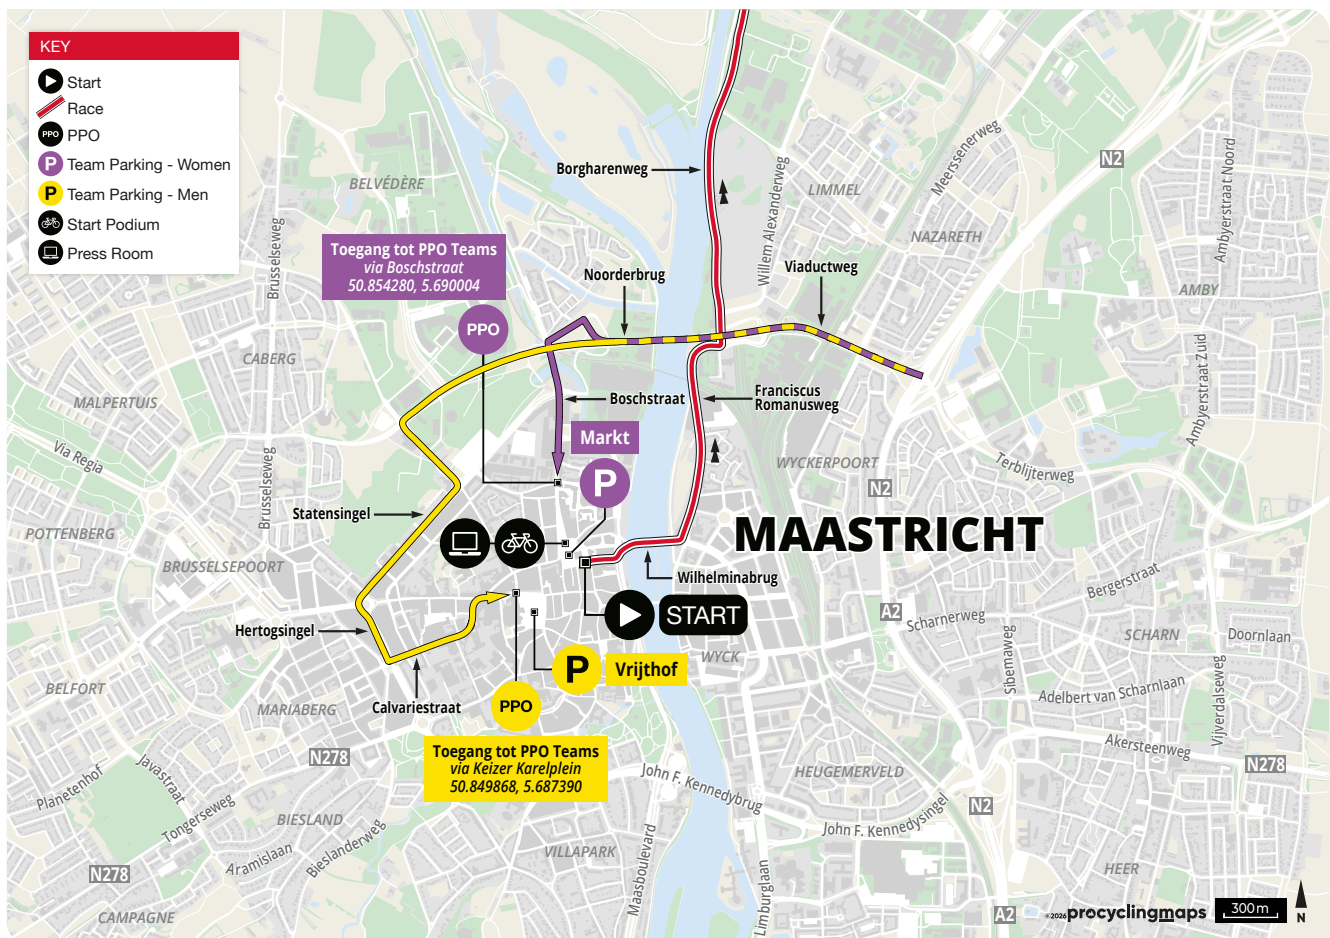 KEY
Start
Race
PPO PPO
P Team Parking - Women
P Team Parking - Men
Start Podium
Press Room
Borgharenweg
Willem Alexanderweg
LIMMEL
Meerssenerweg
N2
Ambyerstraat Noord
BELVÉDÈRE
NAZARETH
Brusselseweg
Toegang tot PPO Teams
via Boschstraat
50.854280, 5.690004
Noorderbrug
Viaductweg
AMBY
PPO
CABERG
Ambyerstraat Zuid
MALPERTUIS
Boschstraat
Franciscus
Romanusweg
Markt
Via Regia
Brusselseweg
WYCKERPOORT
Terblijterweg
P
N2
Statensingel
POTTENBERG
MAASTRICHT
BRUSSELSEPOORT
Wilhelminabrug
Bergerstraat
START
A2
Scharnerweg
Hertogsingel
SCHARN
Doornlaan
WYCK
Sibemaweg
P
Vrijthof
BELFORT
Adelbert van Scharnlaan
Vijverdalseweg
MARIABERG
Calvariestraat
PPO
Toegang tot PPO Teams
via Keizer Karelplein
50.849868, 5.687390
N278
Akersteenweg
N278
Javastraat
Planetenhof
John F. Kennedybrug
HEUGEMERVELD
N2
Tongerseweg
BIESLAND
John F. Kennedysingel
Aramislaan
Bieslanderweg
VILLAPARK
Maasboulevard
Limburglaan
HEER
N278
CAMPAGNE
A2
©2026 procyclingmaps
300 m
N